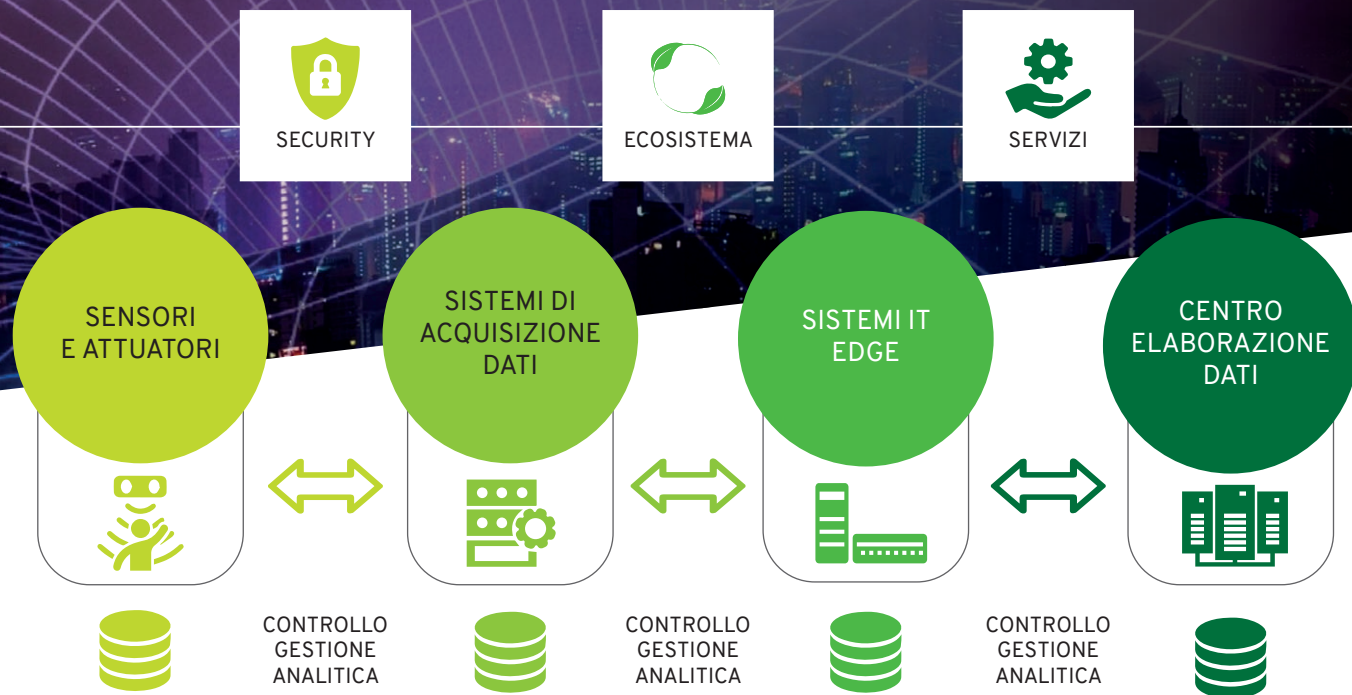 SECURITY
ECOSISTEMA
SERVIZI
SENSORI
E ATTUATORI
SISTEMI DI
ACQUISIZIONE
DATI
SISTEMI IT
EDGE
CENTRO
ELABORAZIONE
DATI
CONTROLLO
GESTIONE
ANALITICA
CONTROLLO
GESTIONE
ANALITICA
CONTROLLO
GESTIONE
ANALITICA